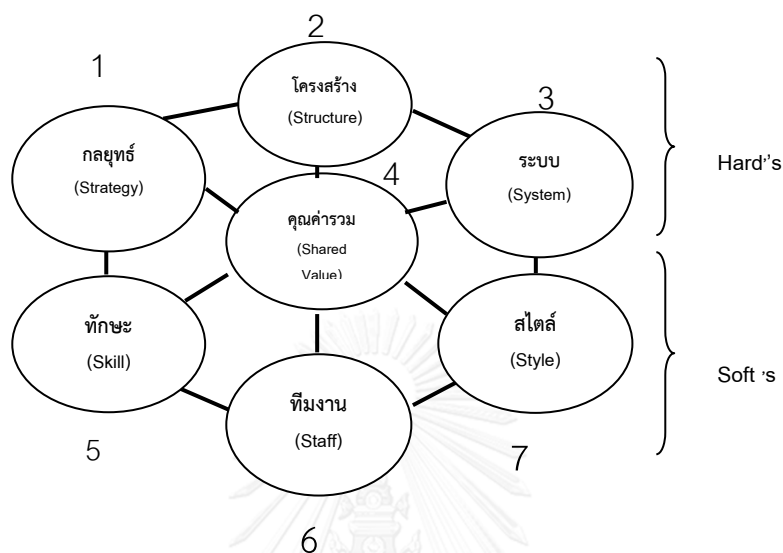 2
1
โครงสร้าง
(Structure)
3
กลยุทธ์
(Strategy)
ระบบ
(System)
Hard's
4
คุณค่ารวม
(Shared
Value)
ทักษะ
(Skill)
สไตล์
(Style)
Soft 's
ทีมงาน
(Staff)
5
7
6